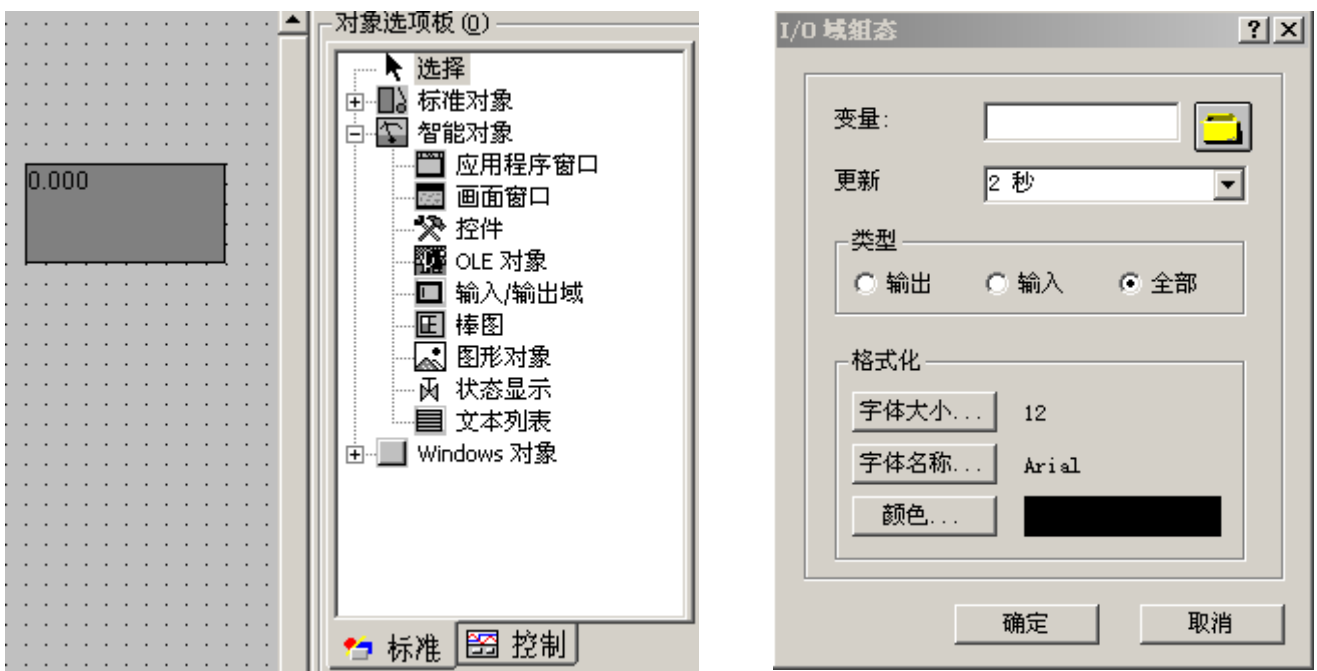 对象选项板 (O)
选择
标准对象
智能对象
应用程序窗口
画面窗口
控件
OLE 对象
输入/输出域
棒图
图形对象
状态显示
文本列表
Windows 对象
标准 控制
0.000
I/O 域组态
变量:
更新 2 秒
类型
输出 输入 全部
格式化
字体大小... 12
字体名称... Arial
颜色...
确定 取消